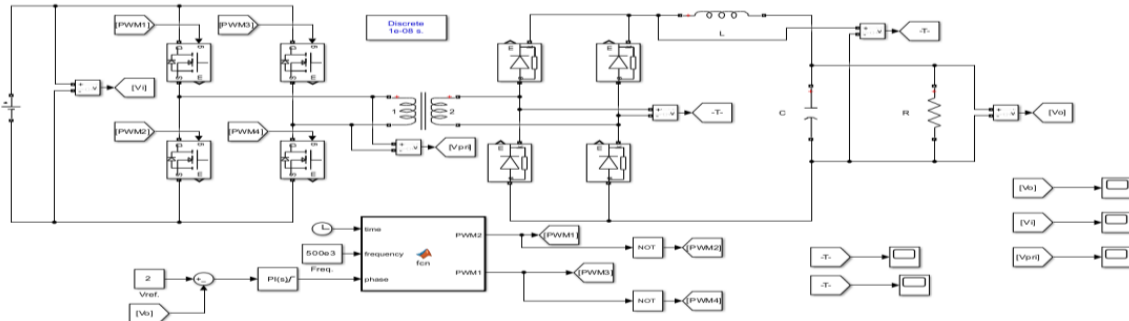 [PWM1]
[PWM3]
Discrete
1e-08 s.
L
[Vi]
-T-
1
2
-T-
C
R
[Vo]
[PWM2]
[PWM4]
[Vpri]
[Vo]
[Vi]
[Vpri]
time
frequency
phase
fcn
PWM2
PWM1
500e3
Freq.
2
Vref.
PI(s)
[Vo]
[PWM1]
NOT
[PWM2]
[PWM3]
NOT
[PWM4]
-T-
-T-